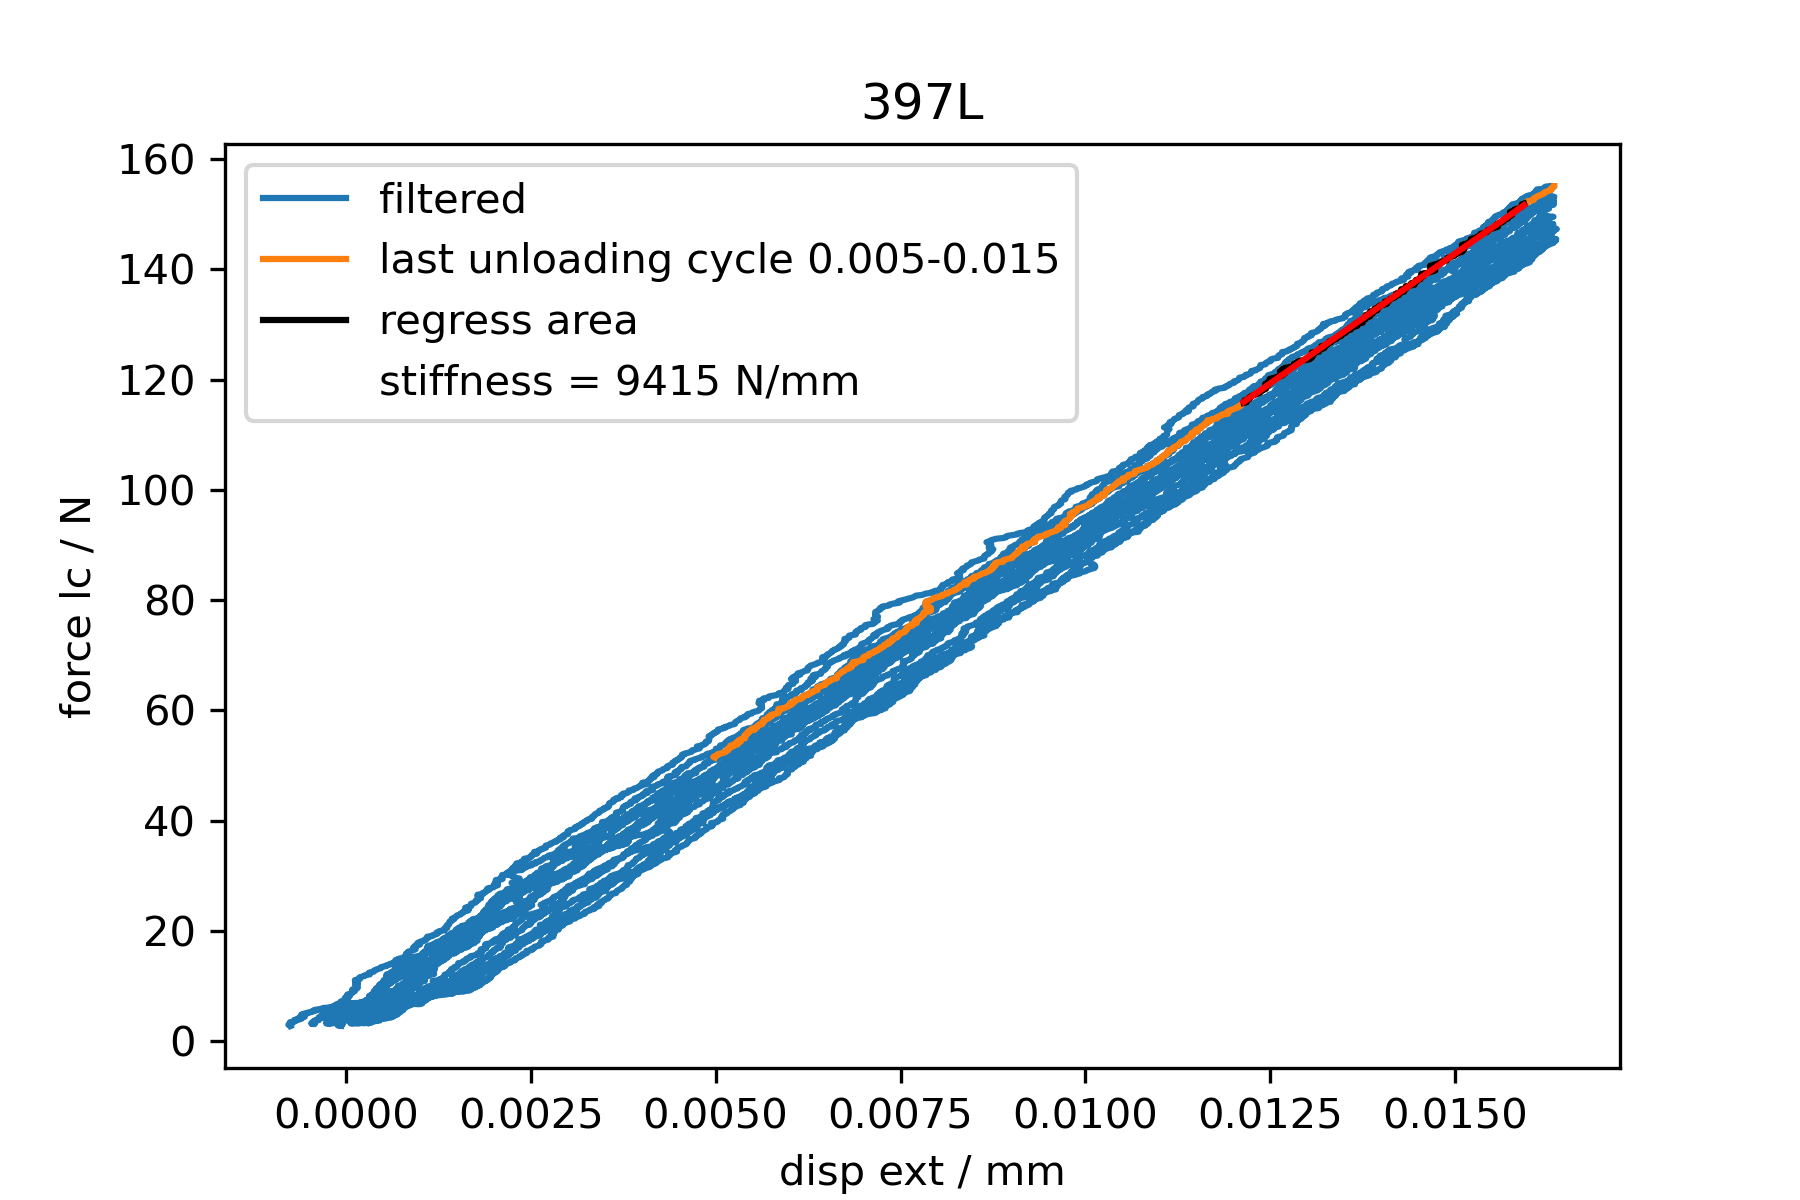 397L
160
140
120
100
80
60
40
20
0
force lc / N
filtered
last unloading cycle 0.005-0.015
regress area
stiffness = 9415 N/mm
0.0000 0.0025 0.0050 0.0075 0.0100 0.0125 0.0150
disp ext / mm